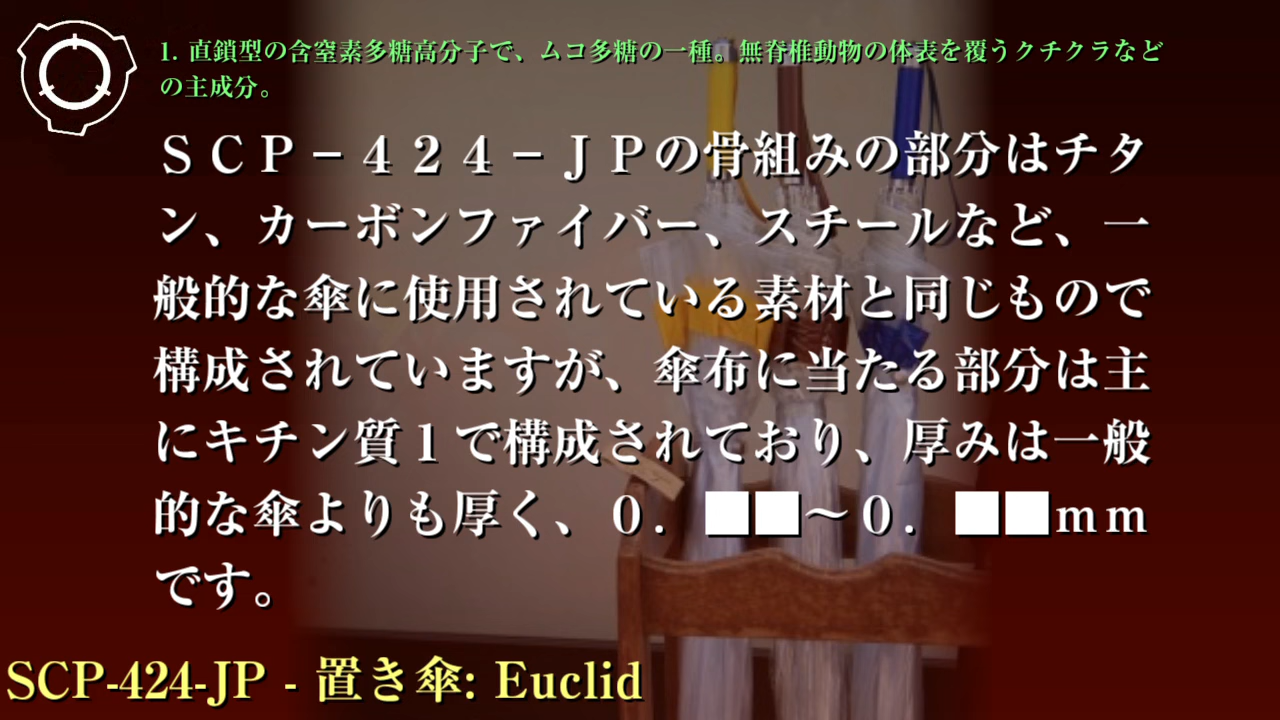 1. 直鎖型の含窒素多糖高分子で、ムコ多糖の一種。無脊椎動物の体表を覆うクチクラなど
の主成分。
ＳＣＰ－４２４－ＪＰの骨組みの部分はチタ
ン、カーボンファイバー、スチールなど、一
般的な傘に使用されている素材と同じもので
構成されていますが、傘布に当たる部分は主
にキチン質１で構成されており、厚みは一般
的な傘よりも厚く、０．■■～０．■■ｍｍ
です。
SCP-424-JP - 置き傘: Euclid